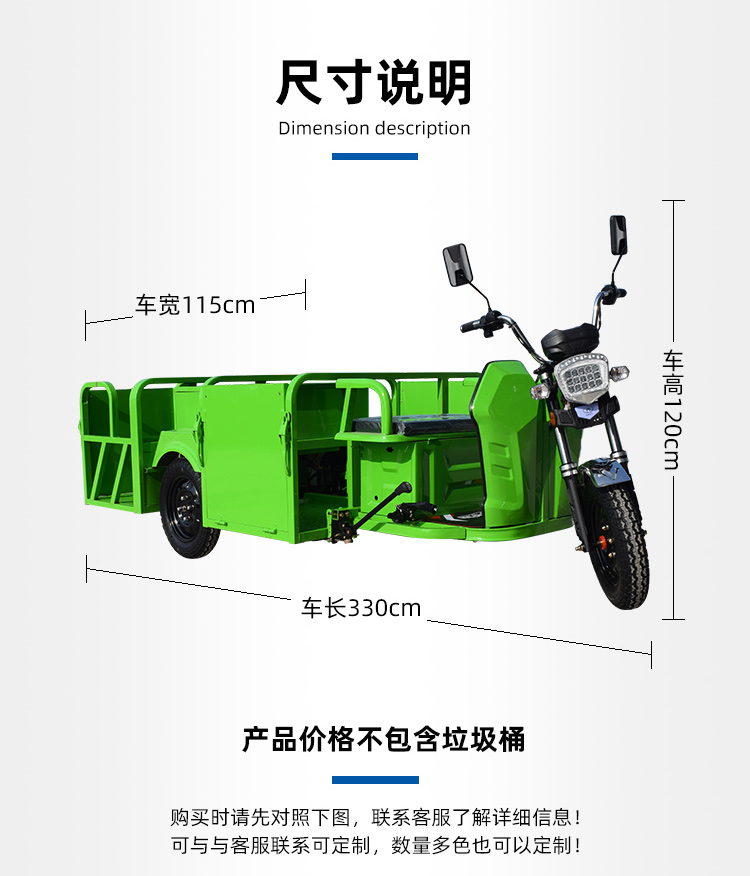 尺寸说明
Dimension description
车宽115cm
车高120cm
车长330cm
产品价格不包含垃圾桶
购买时请先对照下图，联系客服了解详细信息！
可与与客服联系可定制，数量多色也可以定制！